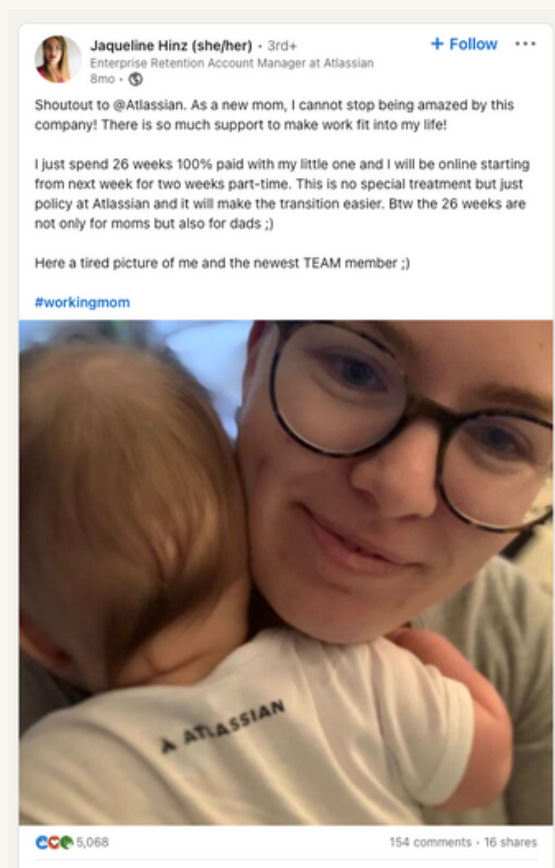 Jaqueline Hinz (she/her) • 3rd+
+ Follow
Enterprise Retention Account Manager at Atlassian
8mo •
Shoutout to @Atlassian. As a new mom, I cannot stop being amazed by this
company! There is so much support to make work fit into my life!
I just spend 26 weeks 100% paid with my little one and I will be online starting
from next week for two weeks part-time. This is no special treatment but just
policy at Atlassian and it will make the transition easier. Btw the 26 weeks are
not only for moms but also for dads ;)
Here a tired picture of me and the newest TEAM member ;)
#workingmom
ATLASSIAN
5,068
154 comments • 16 shares